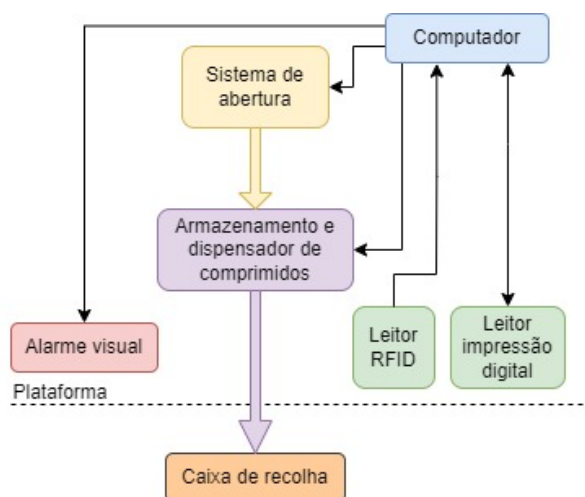 Computador
Sistema de
abertura
Armazenamento e
dispensador de
comprimidos
Alarme visual
Leitor
RFID
Leitor
impressão
digital
Plataforma
Caixa de recolha